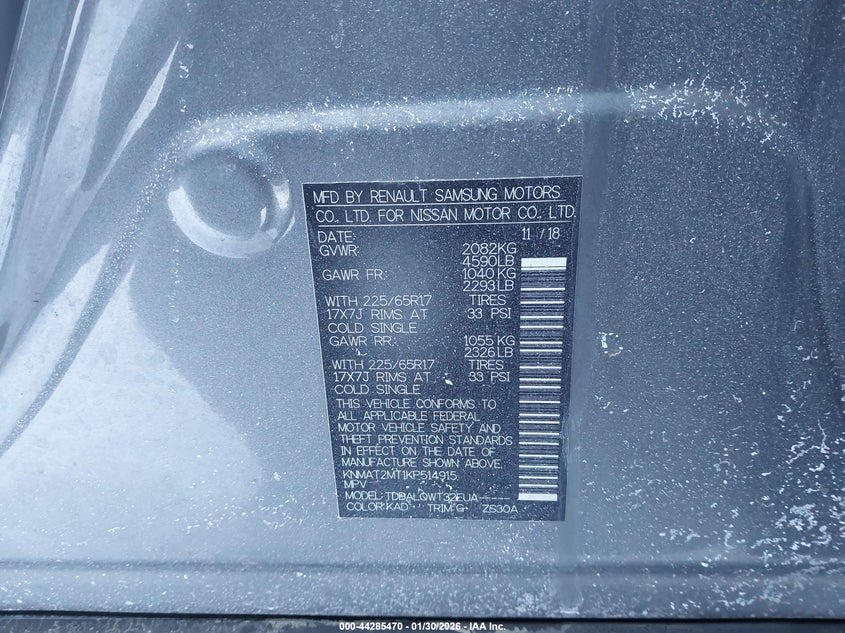 MFD BY RENAULT SAMSUNG MOTORS
CO., LTD. FOR NISSAN MOTOR CO., LTD.
DATE: 11 / 18
GVWR: 2082KG
4590LB
GAWR FR: 1040KG
2293LB
WITH 225/65R17 TIRES
17X7J RIMS AT 33 PSI
COLD SINGLE
GAWR RR: 1055KG
2326LB
WITH 225/65R17 TIRES
17X7J RIMS AT 33 PSI
COLD SINGLE
THIS VEHICLE CONFORMS TO
ALL APPLICABLE FEDERAL
MOTOR VEHICLE SAFETY AND
THEFT PREVENTION STANDARDS
IN EFFECT ON THE DATE OF
MANUFACTURE SHOWN ABOVE.
KNMAT2MT1KP514915
MPV
MODEL: TDBALQWT32EUA-----
COLOR:KAD TRIM:G ZS30A
000-44285470 - 01/30/2026 - IAA Inc.